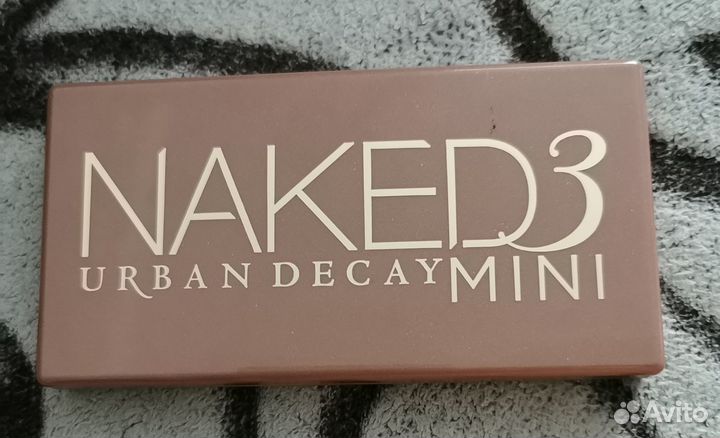 NAKED3
URBAN DECAY MINI
Avito